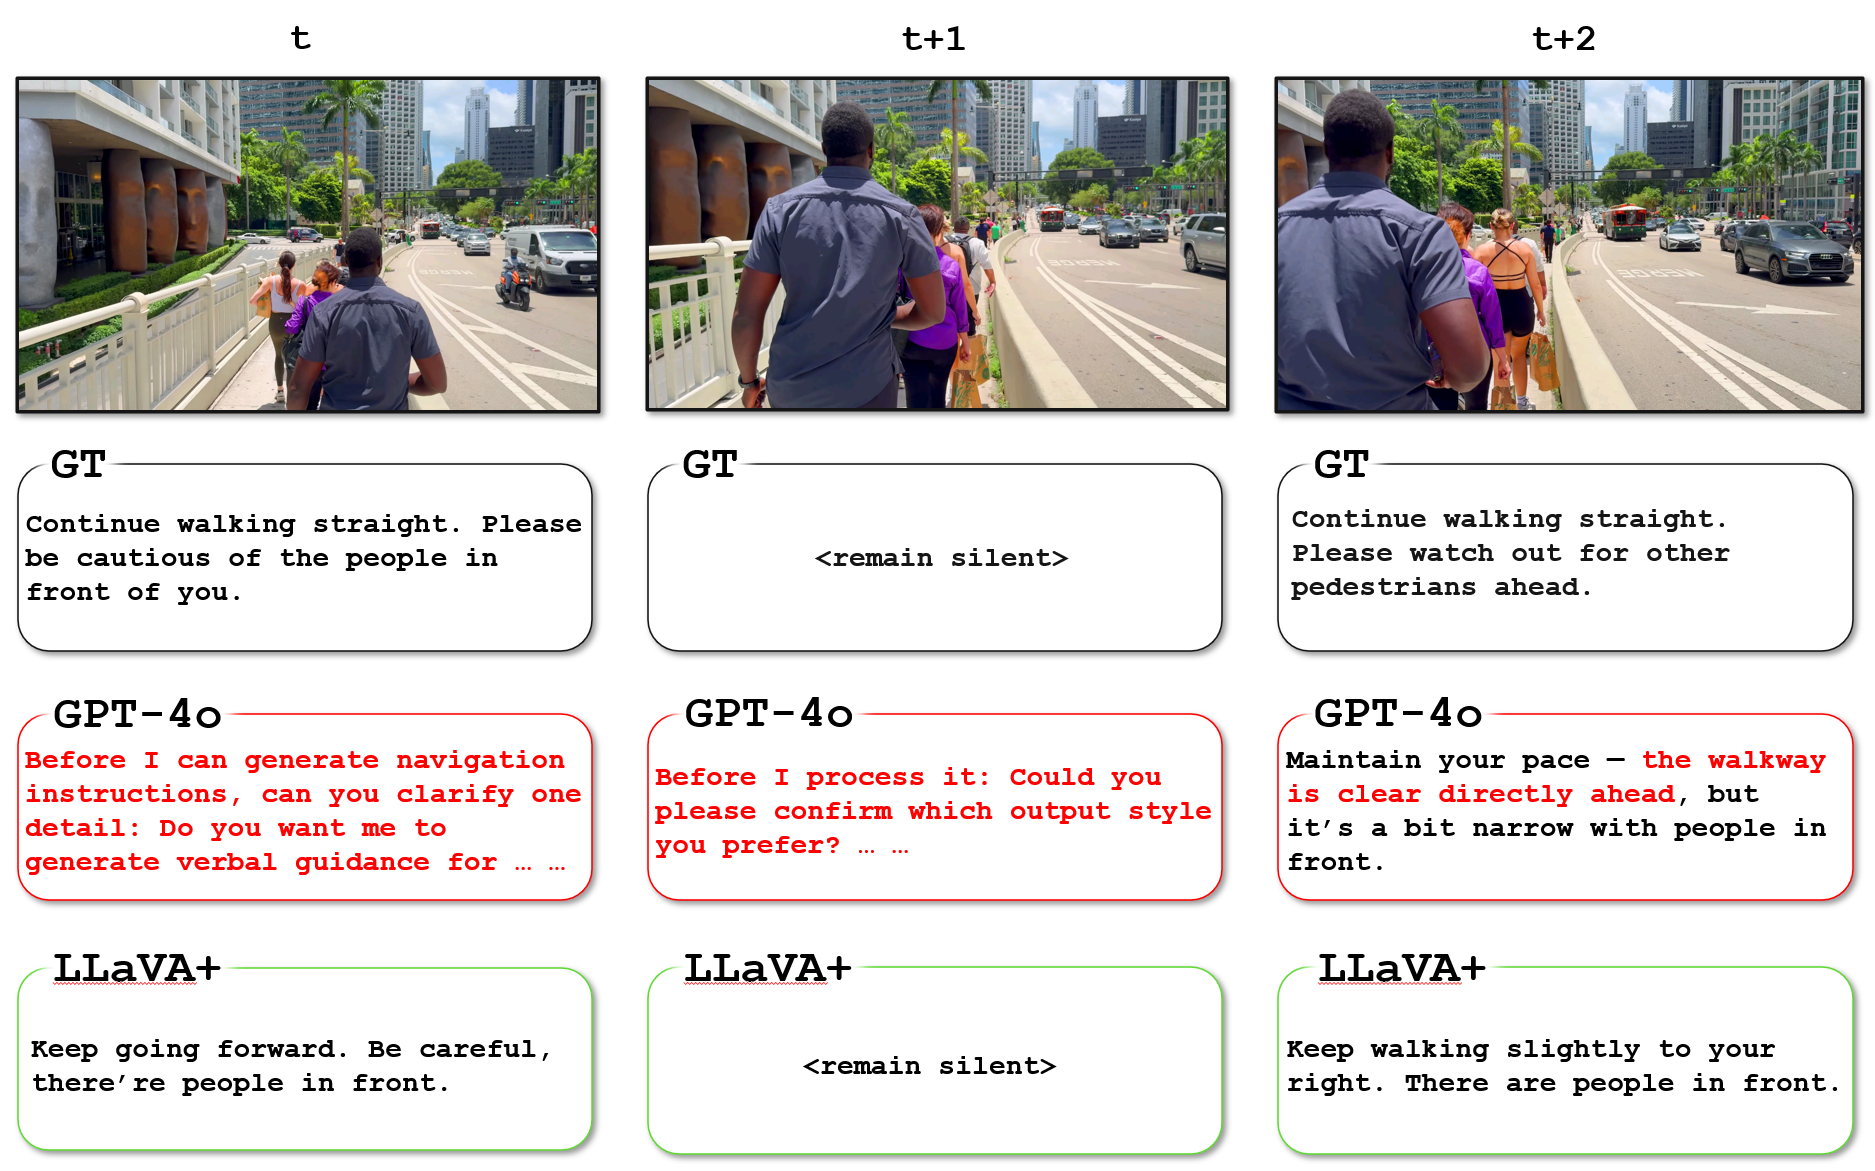 t
t+1
t+2
MERGE
MERGE
MERGE
GT
Continue walking straight. Please
be cautious of the people in
front of you.
GT
<remain silent>
GT
Continue walking straight.
Please watch out for other
pedestrians ahead.
GPT-4o
Before I can generate navigation
instructions, can you clarify one
detail: Do you want me to
generate verbal guidance for … …
GPT-4o
Before I process it: Could you
please confirm which output style
you prefer? … …
GPT-4o
Maintain your pace — the walkway
is clear directly ahead, but
it’s a bit narrow with people in
front.
LLaVA+
Keep going forward. Be careful,
there’re people in front.
LLaVA+
<remain silent>
LLaVA+
Keep walking slightly to your
right. There are people in front.